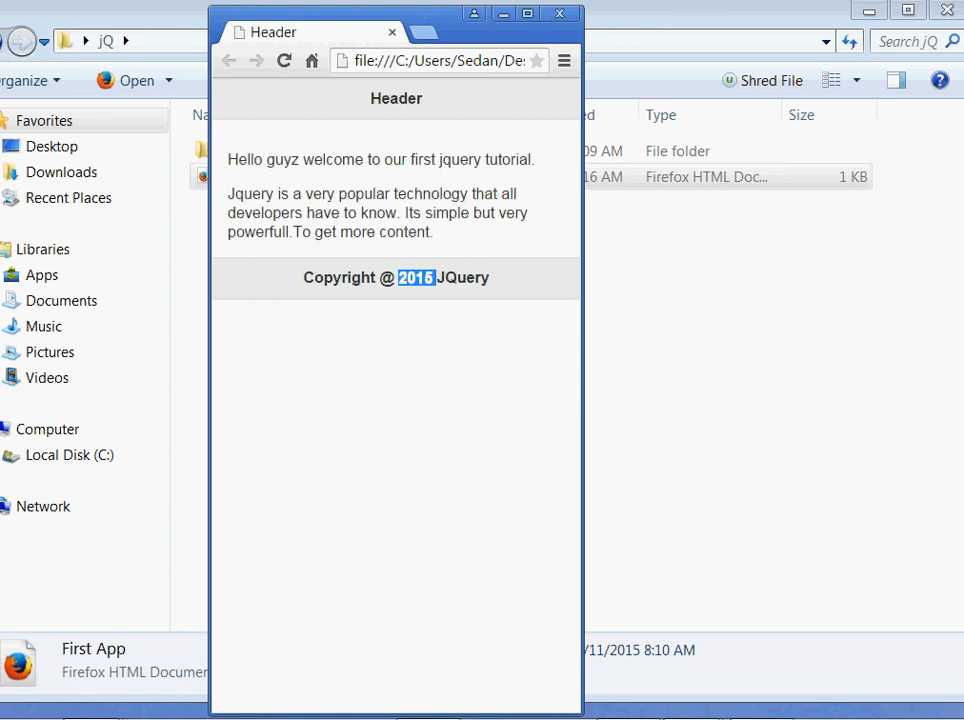 Header
jQ
Search jQ
file:///C:/Users/Sedan/De
rganize
Open
Shred File
Header
Favorites
Desktop
Downloads
Recent Places
Libraries
Apps
Documents
Music
Pictures
Videos
Computer
Local Disk (C:)
Network
Na
ed
Type
Size
09 AM
File folder
16 AM
Firefox HTML Doc...
1 KB
Hello guyz welcome to our first jquery tutorial.
Jquery is a very popular technology that all
developers have to know. Its simple but very
powerfull.To get more content.
Copyright @ 2015 JQuery
First App
Firefox HTML Documen
/11/2015 8:10 AM